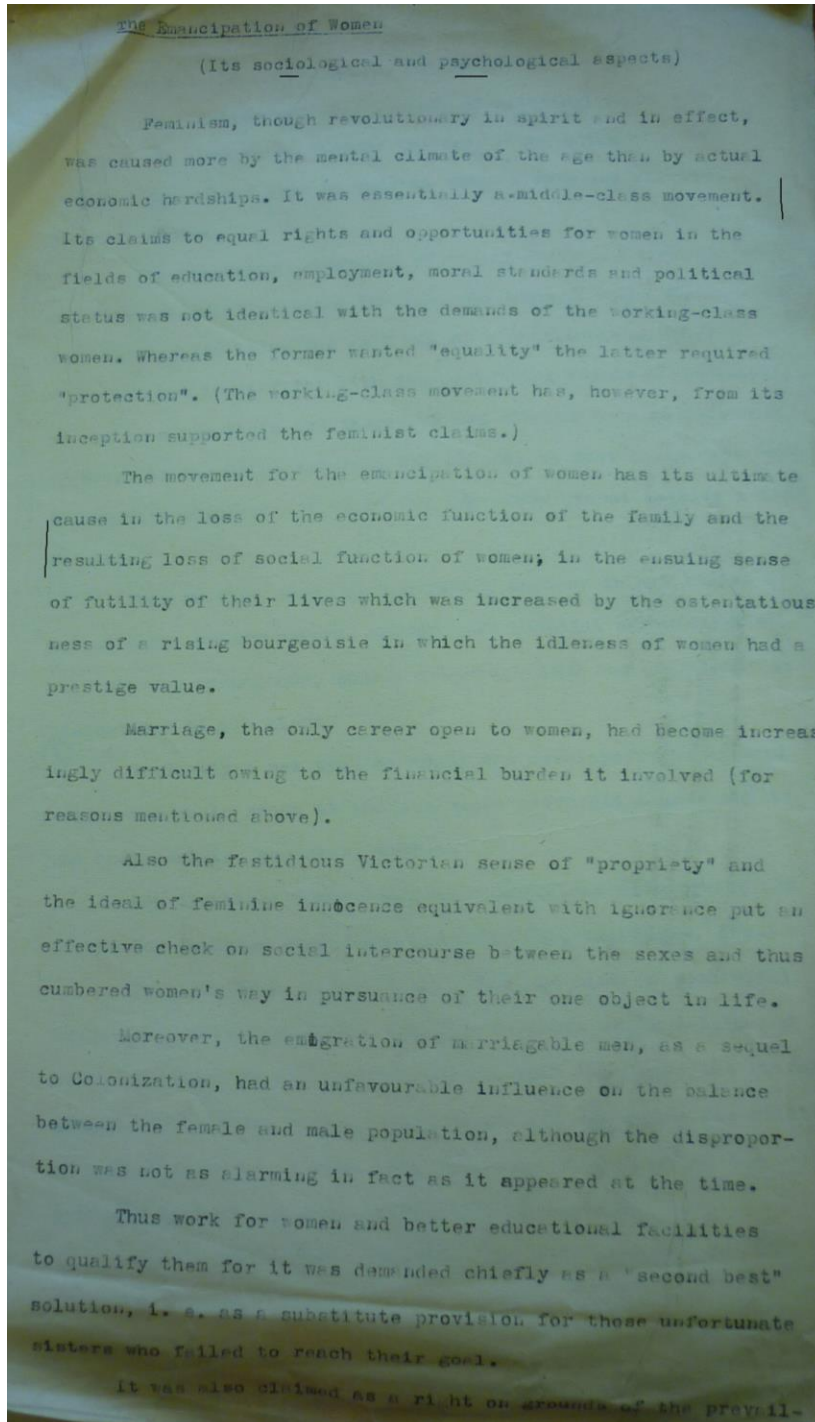 The Emancipation of Women
(Its sociological and psychological aspects)
Feminism, though revolutionary in spirit and in effect,
was caused more by the mental climate of the age than by actual
economic hardships. It was essentially a middle-class movement.
Its claims to equal rights and opportunities for women in the
fields of education, employment, moral standards and political
status was not identical with the demands of the working-class
women. Whereas the former wanted "equality" the latter required
"protection". (The working-class movement has, however, from its
inception supported the feminist claims.)
The movement for the emancipation of women has its ultimate
cause in the loss of the economic function of the family and the
resulting loss of social function of women; in the ensuing sense
of futility of their lives which was increased by the ostentatious
ness of a rising bourgeoisie in which the idleness of women had a
prestige value.
Marriage, the only career open to women, had become increas
ingly difficult owing to the financial burden it involved (for
reasons mentioned above).
Also the fastidious Victorian sense of "propriety" and
the ideal of feminine innocence equivalent with ignorance put an
effective check on social intercourse between the sexes and thus
cumbered women's way in pursuance of their one object in life.
Moreover, the emigration of marriagable men, as a sequel
to Colonization, had an unfavourable influence on the balance
between the female and male population, although the dispropor-
tion was not as alarming in fact as it appeared at the time.
Thus work for women and better educational facilities
to qualify them for it was demanded chiefly as a "second best"
solution, i. e. as a substitute provision for those unfortunate
sisters who failed to reach their goal.
It was also claimed as a right on grounds of the prevail-